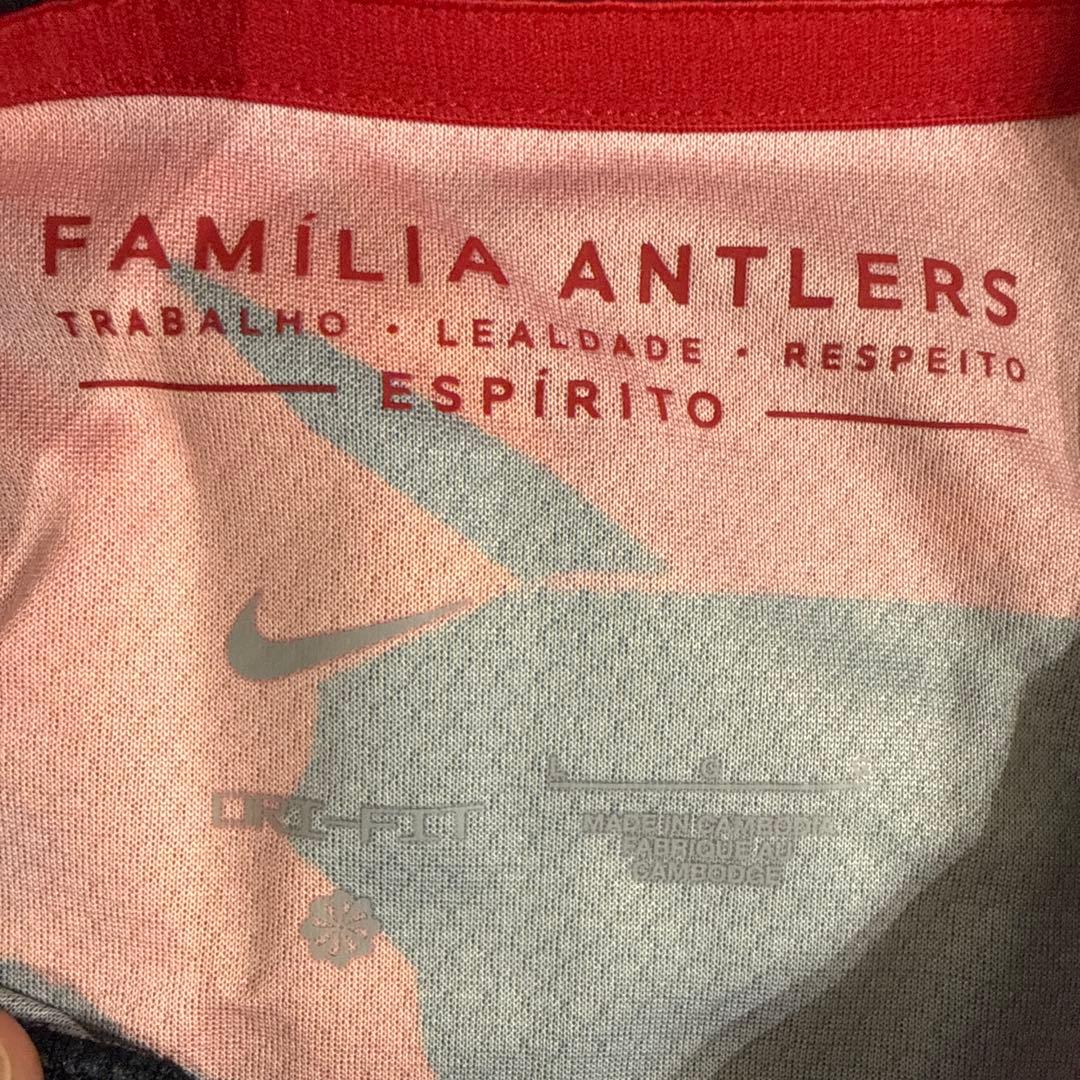 FAMÍLIA ANTLERS
TRABALHO · LEALDADE · RESPEITO
ESPÍRITO
DRI-FIT
L G
MADE IN CAMBODIA
FABRIQUÉ AU
CAMBODGE